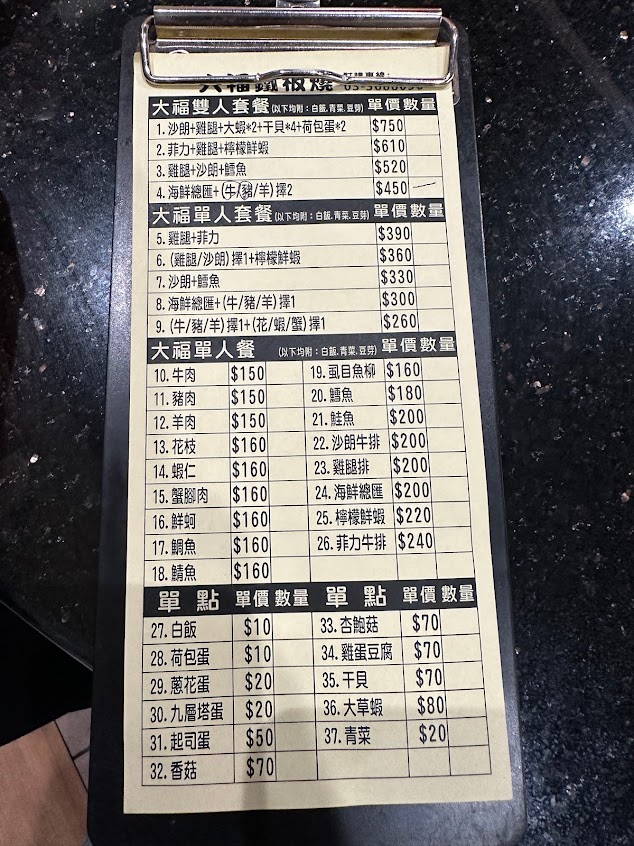 大福鐵板燒
大福雙人套餐 (以下均附：白飯.青菜.豆芽) 單價 數量
1. 沙朗+雞腿+大蝦*2+干貝*4+荷包蛋*2 $750
2. 菲力+雞腿+檸檬鮮蝦 $610
3. 雞腿+沙朗+鱈魚 $520
4. 海鮮總匯+(牛/豬/羊)擇2 $450
大福單人套餐 (以下均附：白飯.青菜.豆芽) 單價 數量
5. 雞腿+菲力 $390
6. (雞腿/沙朗)擇1+檸檬鮮蝦 $360
7. 沙朗+鱈魚 $330
8. 海鮮總匯+(牛/豬/羊)擇1 $300
9. (牛/豬/羊)擇1+(花/蝦/蟹)擇1 $260
大福單人餐 (以下均附：白飯.青菜.豆芽) 單價 數量
10. 牛肉 $150 19. 虱目魚柳 $160
11. 豬肉 $150 20. 鱈魚 $180
12. 羊肉 $150 21. 鮭魚 $200
13. 花枝 $160 22. 沙朗牛排 $200
14. 蝦仁 $160 23. 雞腿排 $200
15. 蟹腳肉 $160 24. 海鮮總匯 $200
16. 鮮蚵 $160 25. 檸檬鮮蝦 $220
17. 鯛魚 $160 26. 菲力牛排 $240
18. 鯖魚 $160
單點 單價 數量 單點 單價 數量
27. 白飯 $10 33. 杏鮑菇 $70
28. 荷包蛋 $10 34. 雞蛋豆腐 $70
29. 蔥花蛋 $20 35. 干貝 $70
30. 九層塔蛋 $20 36. 大草蝦 $80
31. 起司蛋 $50 37. 青菜 $20
32. 香菇 $70